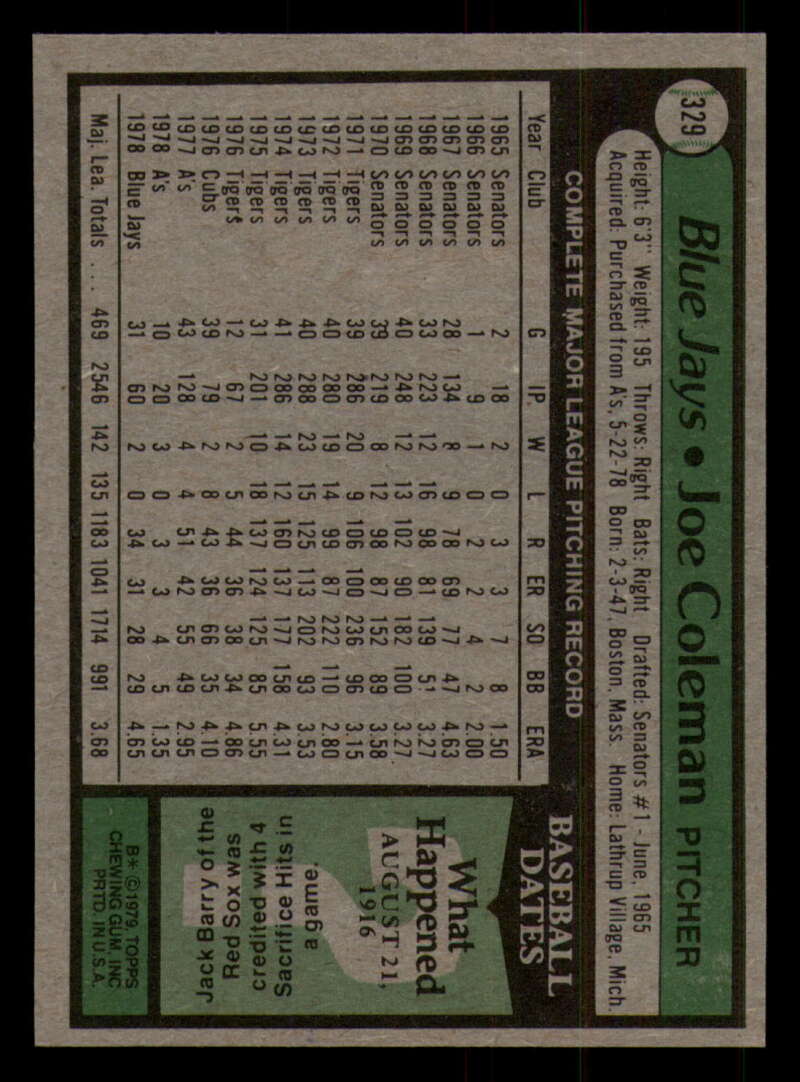 329
Blue Jays • Joe Coleman PITCHER
Height: 6'3" Weight: 195 Throws: Right Bats: Right Drafted: Senators #1 - June, 1965
Acquired: Purchased from A's, 5-22-78 Born: 2-3-47, Boston, Mass. Home: Lathrup Village, Mich.
COMPLETE MAJOR LEAGUE PITCHING RECORD
Year Club G IP. W L R ER SO BB ERA
1965 Senators 2 18 2 0 3 3 7 8 1.50
1966 Senators 1 9 1 0 2 2 4 2 2.00
1967 Senators 28 134 8 9 78 69 77 47 4.63
1968 Senators 33 223 12 16 98 81 139 51 3.27
1969 Senators 40 248 12 13 102 90 182 100 3.27
1970 Senators 39 219 8 12 98 87 152 89 3.58
1971 Tigers 39 286 20 9 106 100 236 96 3.15
1972 Tigers 40 280 19 14 99 87 222 110 2.80
1973 Tigers 40 288 23 15 125 113 202 93 3.53
1974 Tigers 41 286 14 12 160 137 177 158 4.31
1975 Tigers 31 201 10 18 137 124 125 85 5.55
1976 Tigers 12 67 2 5 44 36 38 34 4.86
1976 Cubs 39 79 2 8 43 36 66 35 4.10
1977 A's 43 128 4 4 51 42 55 49 2.95
1978 A's 10 20 3 0 3 3 4 5 1.35
1978 Blue Jays 31 60 2 0 34 31 28 29 4.65
Maj. Lea. Totals ... 469 2546 142 135 1183 1041 1714 991 3.68
BASEBALL
DATES
What
Happened
AUGUST 21,
1916
Jack Barry of the
Red Sox was
credited with 4
Sacrifice Hits in
a game.
B* ©1979, TOPPS
CHEWING GUM, INC
PRTD. IN U.S.A.